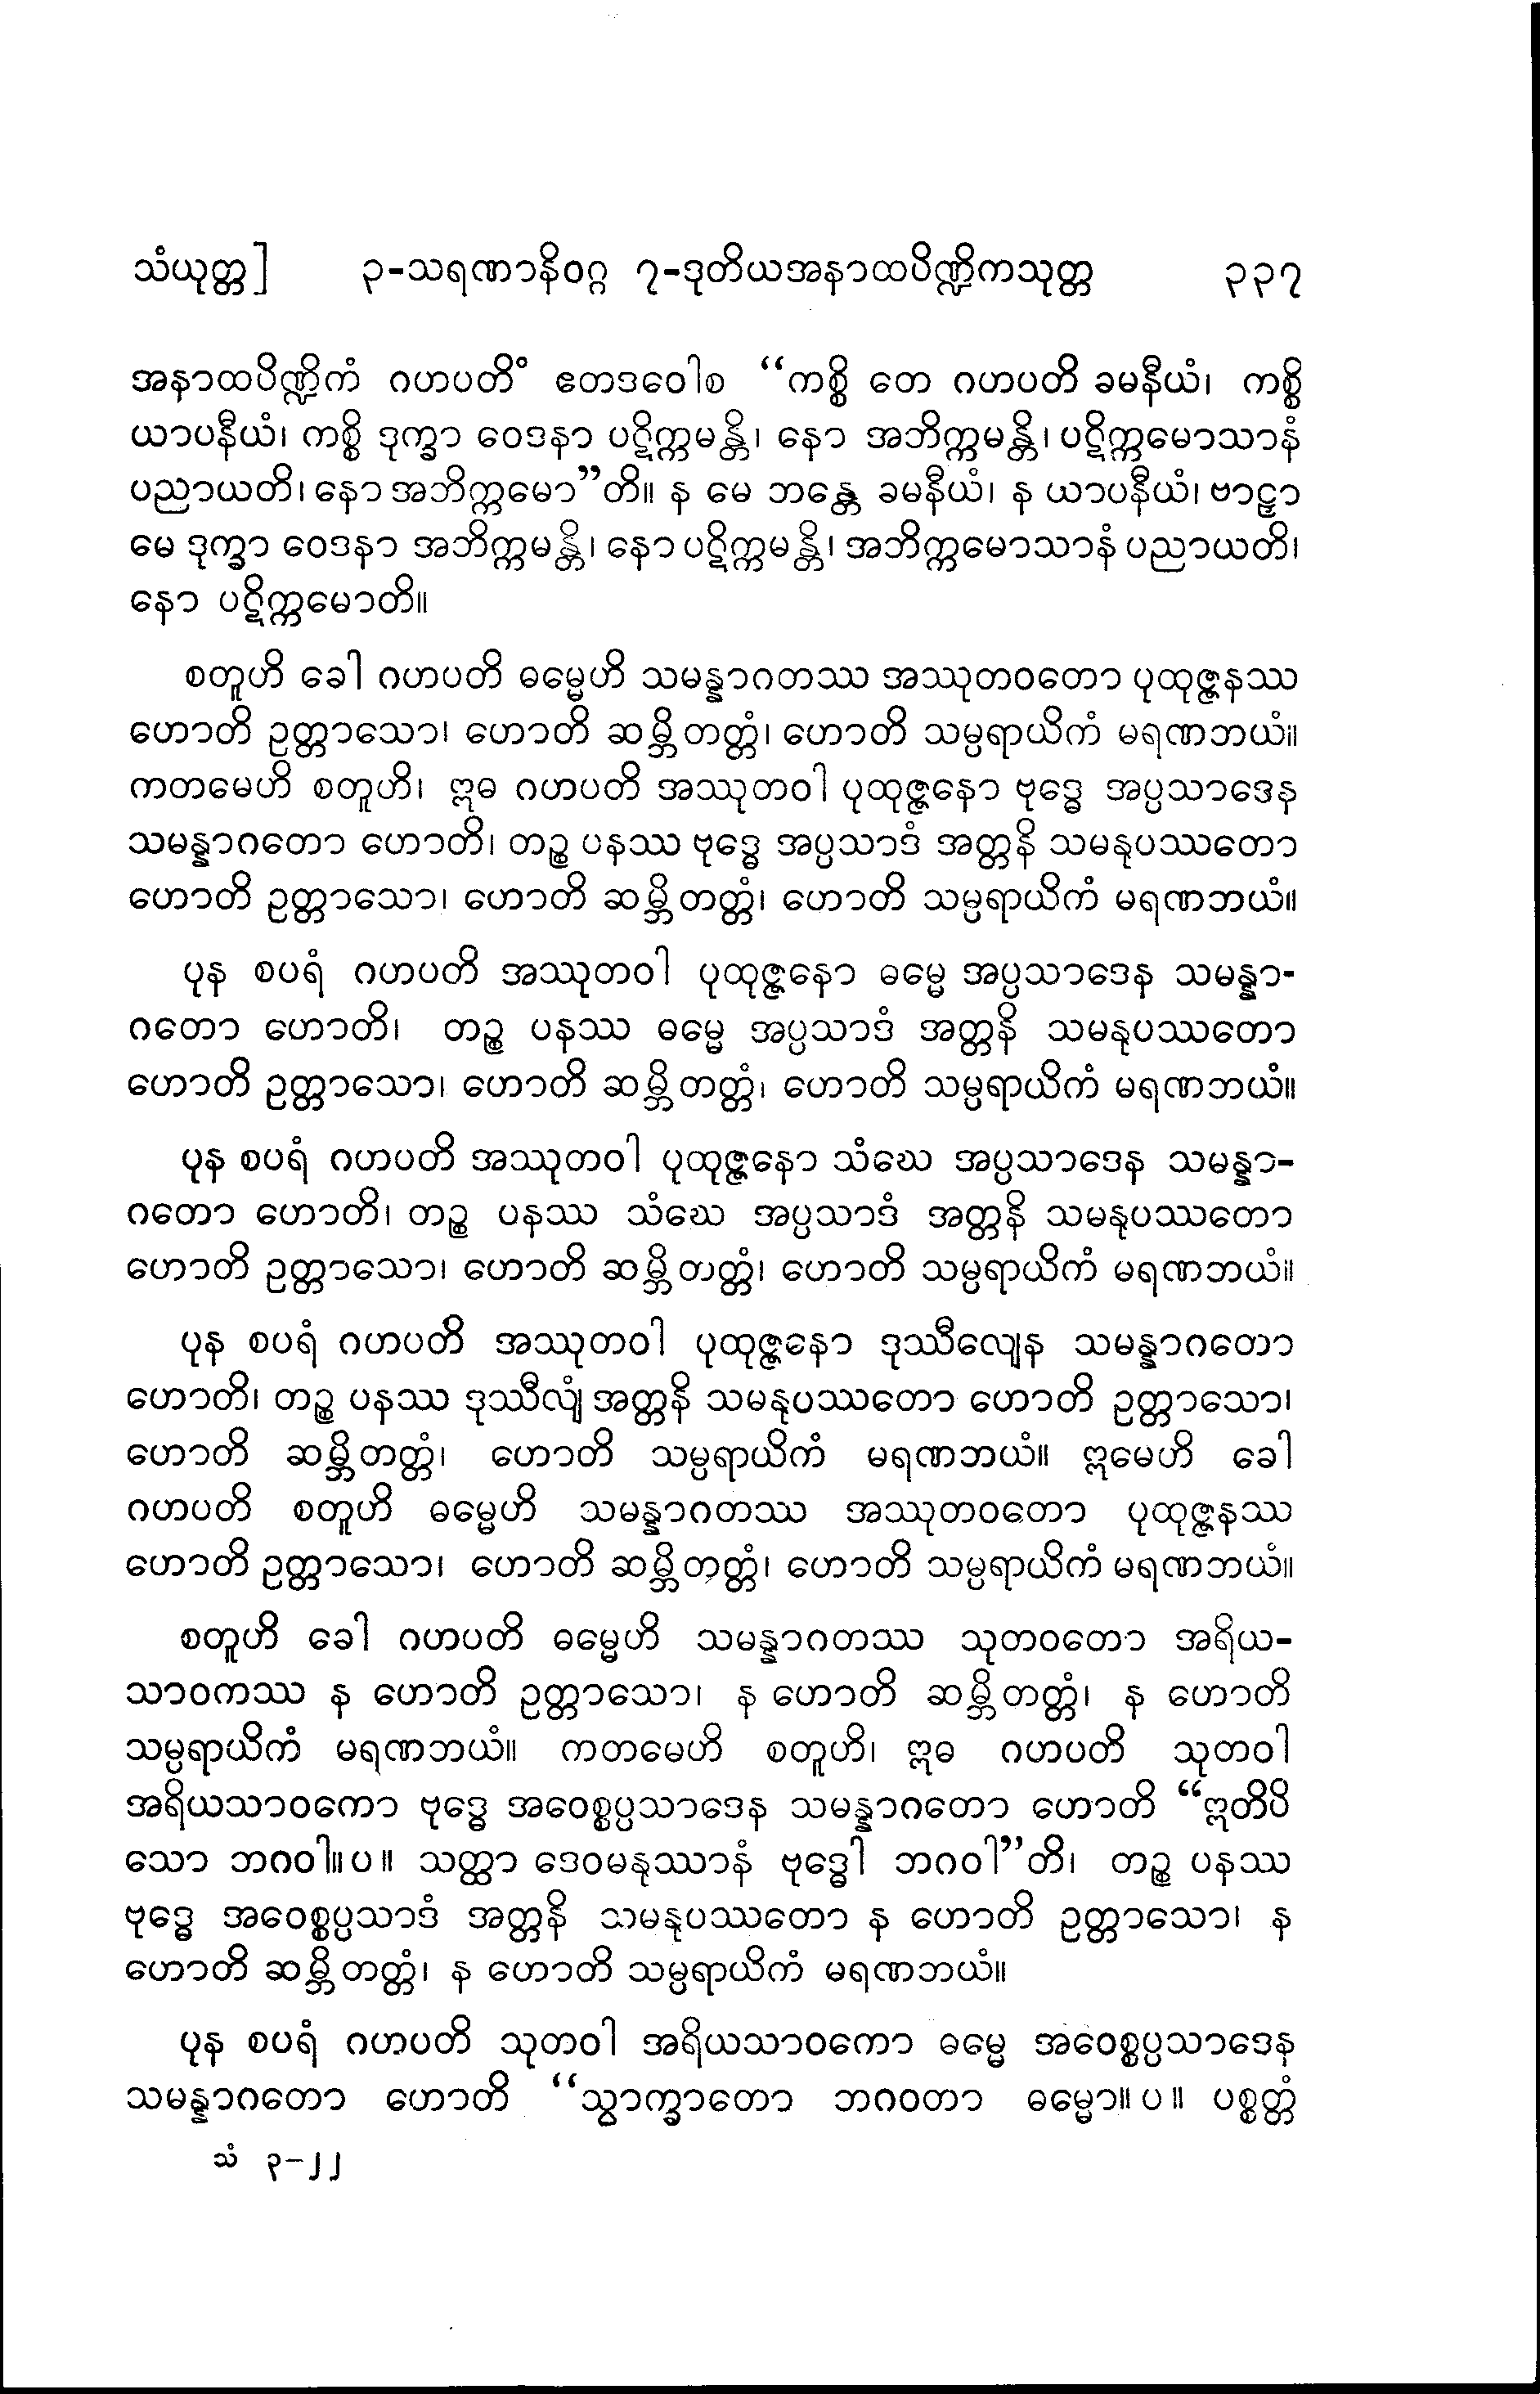 သံယုတ္တ] ၃-သရဏာနိဝဂ္ဂ ၇-ဒုတိယအနာထပိဏ္ဍိကသုတ္တ ၃၃၇
အနာထပိဏ္ဍိကံ ဂဟပတိံ ဧတဒဝေါစ “ကစ္စိ တေ ဂဟပတိ ခမနီယံ၊ ကစ္စိ
ယာပနီယံ၊ ကစ္စိ ဒုက္ခာ ဝေဒနာ ပဋိက္ကမန္တိ၊ နော အဘိက္ကမန္တိ၊ ပဋိက္ကမောသာနံ
ပညာယတိ၊ နော အဘိက္ကမော”တိ။ န မေ ဘန္တေ ခမနီယံ၊ န ယာပနီယံ၊ ဗာဠှာ
မေ ဒုက္ခာ ဝေဒနာ အဘိက္ကမန္တိ၊ နော ပဋိက္ကမန္တိ၊ အဘိက္ကမောသာနံ ပညာယတိ၊
နော ပဋိက္ကမောတိ။
စတူဟိ ခေါ ဂဟပတိ ဓမ္မေဟိ သမန္နာဂတဿ အဿုတဝတော ပုထုဇ္ဇနဿ
ဟောတိ ဥတ္တာသော၊ ဟောတိ ဆမ္ဘိတတ္တံ၊ ဟောတိ သမ္ပရာယိကံ မရဏဘယံ။
ကတမေဟိ စတူဟိ၊ ဣဓ ဂဟပတိ အဿုတဝါ ပုထုဇ္ဇနော ဗုဒ္ဓေ အပ္ပသာဒေန
သမန္နာဂတော ဟောတိ၊ တဉ္စ ပနဿ ဗုဒ္ဓေ အပ္ပသာဒံ အတ္တနိ သမနုပဿတော
ဟောတိ ဥတ္တာသော၊ ဟောတိ ဆမ္ဘိတတ္တံ၊ ဟောတိ သမ္ပရာယိကံ မရဏဘယံ။
ပုန စပရံ ဂဟပတိ အဿုတဝါ ပုထုဇ္ဇနော ဓမ္မေ အပ္ပသာဒေန သမန္နာ-
ဂတော ဟောတိ၊ တဉ္စ ပနဿ ဓမ္မေ အပ္ပသာဒံ အတ္တနိ သမနုပဿတော
ဟောတိ ဥတ္တာသော၊ ဟောတိ ဆမ္ဘိတတ္တံ၊ ဟောတိ သမ္ပရာယိကံ မရဏဘယံ။
ပုန စပရံ ဂဟပတိ အဿုတဝါ ပုထုဇ္ဇနော သံဃေ အပ္ပသာဒေန သမန္နာ-
ဂတော ဟောတိ၊ တဉ္စ ပနဿ သံဃေ အပ္ပသာဒံ အတ္တနိ သမနုပဿတော
ဟောတိ ဥတ္တာသော၊ ဟောတိ ဆမ္ဘိတတ္တံ၊ ဟောတိ သမ္ပရာယိကံ မရဏဘယံ။
ပုန စပရံ ဂဟပတိ အဿုတဝါ ပုထုဇ္ဇနော ဒုဿီလျေန သမန္နာဂတော
ဟောတိ၊ တဉ္စ ပနဿ ဒုဿီလျံ အတ္တနိ သမနုပဿတော ဟောတိ ဥတ္တာသော၊
ဟောတိ ဆမ္ဘိတတ္တံ၊ ဟောတိ သမ္ပရာယိကံ မရဏဘယံ။ ဣမေဟိ ခေါ
ဂဟပတိ စတူဟိ ဓမ္မေဟိ သမန္နာဂတဿ အဿုတဝတော ပုထုဇ္ဇနဿ
ဟောတိ ဥတ္တာသော၊ ဟောတိ ဆမ္ဘိတတ္တံ၊ ဟောတိ သမ္ပရာယိကံ မရဏဘယံ။
စတူဟိ ခေါ ဂဟပတိ ဓမ္မေဟိ သမန္နာဂတဿ သုတဝတော အရိယ-
သာဝကဿ န ဟောတိ ဥတ္တာသော၊ န ဟောတိ ဆမ္ဘိတတ္တံ၊ န ဟောတိ
သမ္ပရာယိကံ မရဏဘယံ။ ကတမေဟိ စတူဟိ၊ ဣဓ ဂဟပတိ သုတဝါ
အရိယသာဝကော ဗုဒ္ဓေ အဝေစ္စပ္ပသာဒေန သမန္နာဂတော ဟောတိ “ဣတိပိ
သော ဘဂဝါ။ပ။ သတ္ထာ ဒေဝမနုဿာနံ ဗုဒ္ဓေါ ဘဂဝါ”တိ၊ တဉ္စ ပနဿ
ဗုဒ္ဓေ အဝေစ္စပ္ပသာဒံ အတ္တနိ သမနုပဿတော န ဟောတိ ဥတ္တာသော၊ န
ဟောတိ ဆမ္ဘိတတ္တံ၊ န ဟောတိ သမ္ပရာယိကံ မရဏဘယံ။
ပုန စပရံ ဂဟပတိ သုတဝါ အရိယသာဝကော ဓမ္မေ အဝေစ္စပ္ပသာဒေန
သမန္နာဂတော ဟောတိ “သွာက္ခာတော ဘဂဝတာ ဓမ္မော။ပ။ ပစ္စတ္တံ
သံ ၃-၂၂